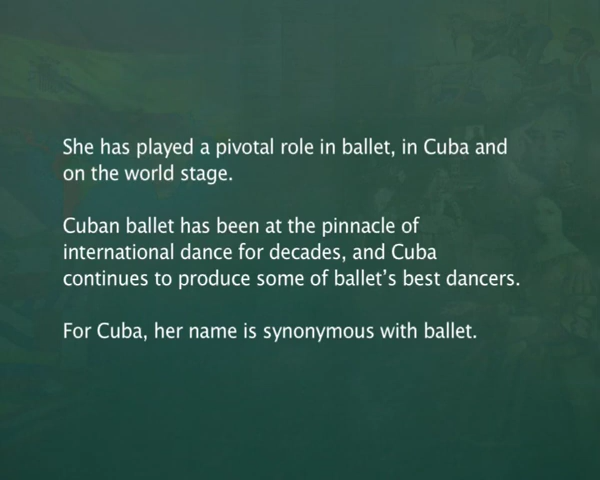 She has played a pivotal role in ballet, in Cuba and
on the world stage.
Cuban ballet has been at the pinnacle of
international dance for decades, and Cuba
continues to produce some of ballet’s best dancers.
For Cuba, her name is synonymous with ballet.